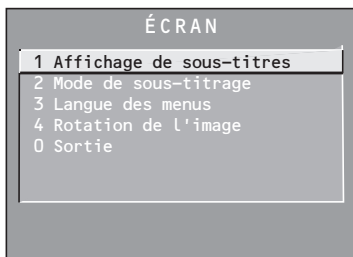 ÉCRAN
1 Affichage de sous-titres
2 Mode de sous-titrage
3 Langue des menus
4 Rotation de l'image
0 Sortie